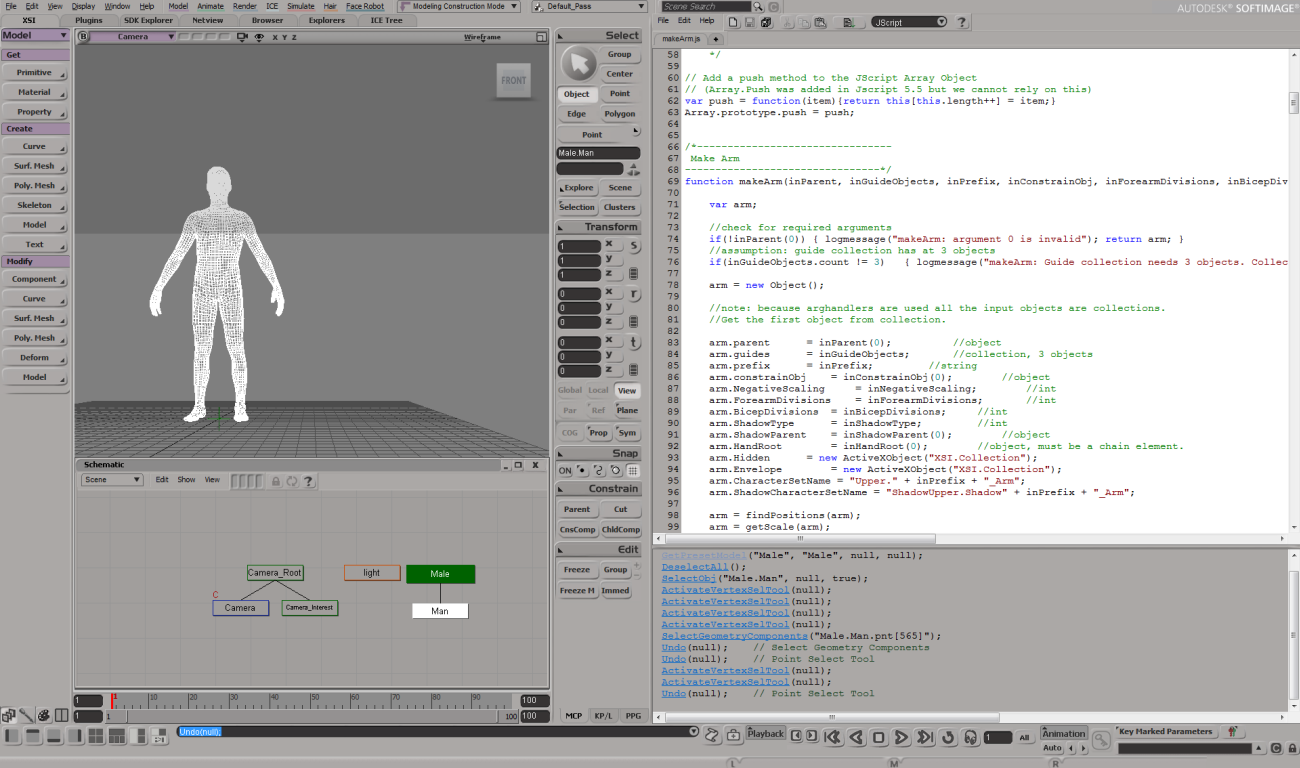 File Edit View Display Window Help Model Animate Render ICE Simulate Hair Face Robot Modeling Construction Mode Default_Pass
XSI Plugins SDK Explorer Netview Browser Explorers ICE Tree
Scene Search
AUTODESK® SOFTIMAGE®
File Edit Help JScript ?
makeArm.js +
Model
Get
Primitive
Material
Property
Create
Curve
Surf. Mesh
Poly. Mesh
Skeleton
Model
Text
Modify
Component
Curve
Surf. Mesh
Poly. Mesh
Deform
Model
B Camera X Y Z Wireframe
FRONT
Select
Group
Center
Object Point
Edge Polygon
Point
Male.Man
Explore Scene
Selection Clusters
Transform
1 x s
1 y
1 z
0 x r
0 y
0 z
0 x t
0 y
0 z
Global Local View
Par Ref Plane
COG Prop Sym
Snap
ON
Constrain
Parent Cut
CnsComp ChldComp
Edit
Freeze Group
Freeze M Immed
MCP KP/L PPG
Schematic
Scene Edit Show View ?
Camera_Root light Male
C
Camera Camera_Interest Man
58 */
59
60 // Add a push method to the JScript Array Object
61 // (Array.Push was added in Jscript 5.5 but we cannot rely on this)
62 var push = function(item){return this[this.length++] = item;}
63 Array.prototype.push = push;
64
65
66 /*---------------------------------
67 Make Arm
68 ---------------------------------*/
69 function makeArm(inParent, inGuideObjects, inPrefix, inConstrainObj, inForearmDivisions, inBicepDiv
70
71 var arm;
72
73 //check for required arguments
74 if(!inParent(0)) { logmessage("makeArm: argument 0 is invalid"); return arm; }
75 //assumption: guide collection has at 3 objects
76 if(inGuideObjects.count != 3) { logmessage("makeArm: Guide collection needs 3 objects. Collec
77
78 arm = new Object();
79
80 //note: because arghandlers are used all the input objects are collections.
81 //Get the first object from collection.
82
83 arm.parent = inParent(0); //object
84 arm.guides = inGuideObjects; //collection, 3 objects
85 arm.prefix = inPrefix; //string
86 arm.constrainObj = inConstrainObj(0); //object
87 arm.NegativeScaling = inNegativeScaling; //int
88 arm.ForearmDivisions = inForearmDivisions; //int
89 arm.BicepDivisions = inBicepDivisions; //int
90 arm.ShadowType = inShadowType; //int
91 arm.ShadowParent = inShadowParent(0); //object
92 arm.HandRoot = inHandRoot(0); //object, must be a chain element.
93 arm.Hidden = new ActiveXObject("XSI.Collection");
94 arm.Envelope = new ActiveXObject("XSI.Collection");
95 arm.CharacterSetName = "Upper." + inPrefix + "_Arm";
96 arm.ShadowCharacterSetName = "ShadowUpper.Shadow" + inPrefix + "_Arm";
97
98 arm = findPositions(arm);
99 arm = getScale(arm);
GetPresetModel("Male", "Male", null, null);
DeselectAll();
SelectObj("Male.Man", null, true);
ActivateVertexSelTool(null);
ActivateVertexSelTool(null);
ActivateVertexSelTool(null);
ActivateVertexSelTool(null);
SelectGeometryComponents("Male.Man.pnt[565]");
Undo(null); // Select Geometry Components
Undo(null); // Point Select Tool
ActivateVertexSelTool(null);
ActivateVertexSelTool(null);
Undo(null); // Point Select Tool
1 1 10 20 30 40 50 60 70 80 90 100
1 1 100 100
Undo(null);
Playback 1 All Animation Auto Key Marked Parameters
L M R